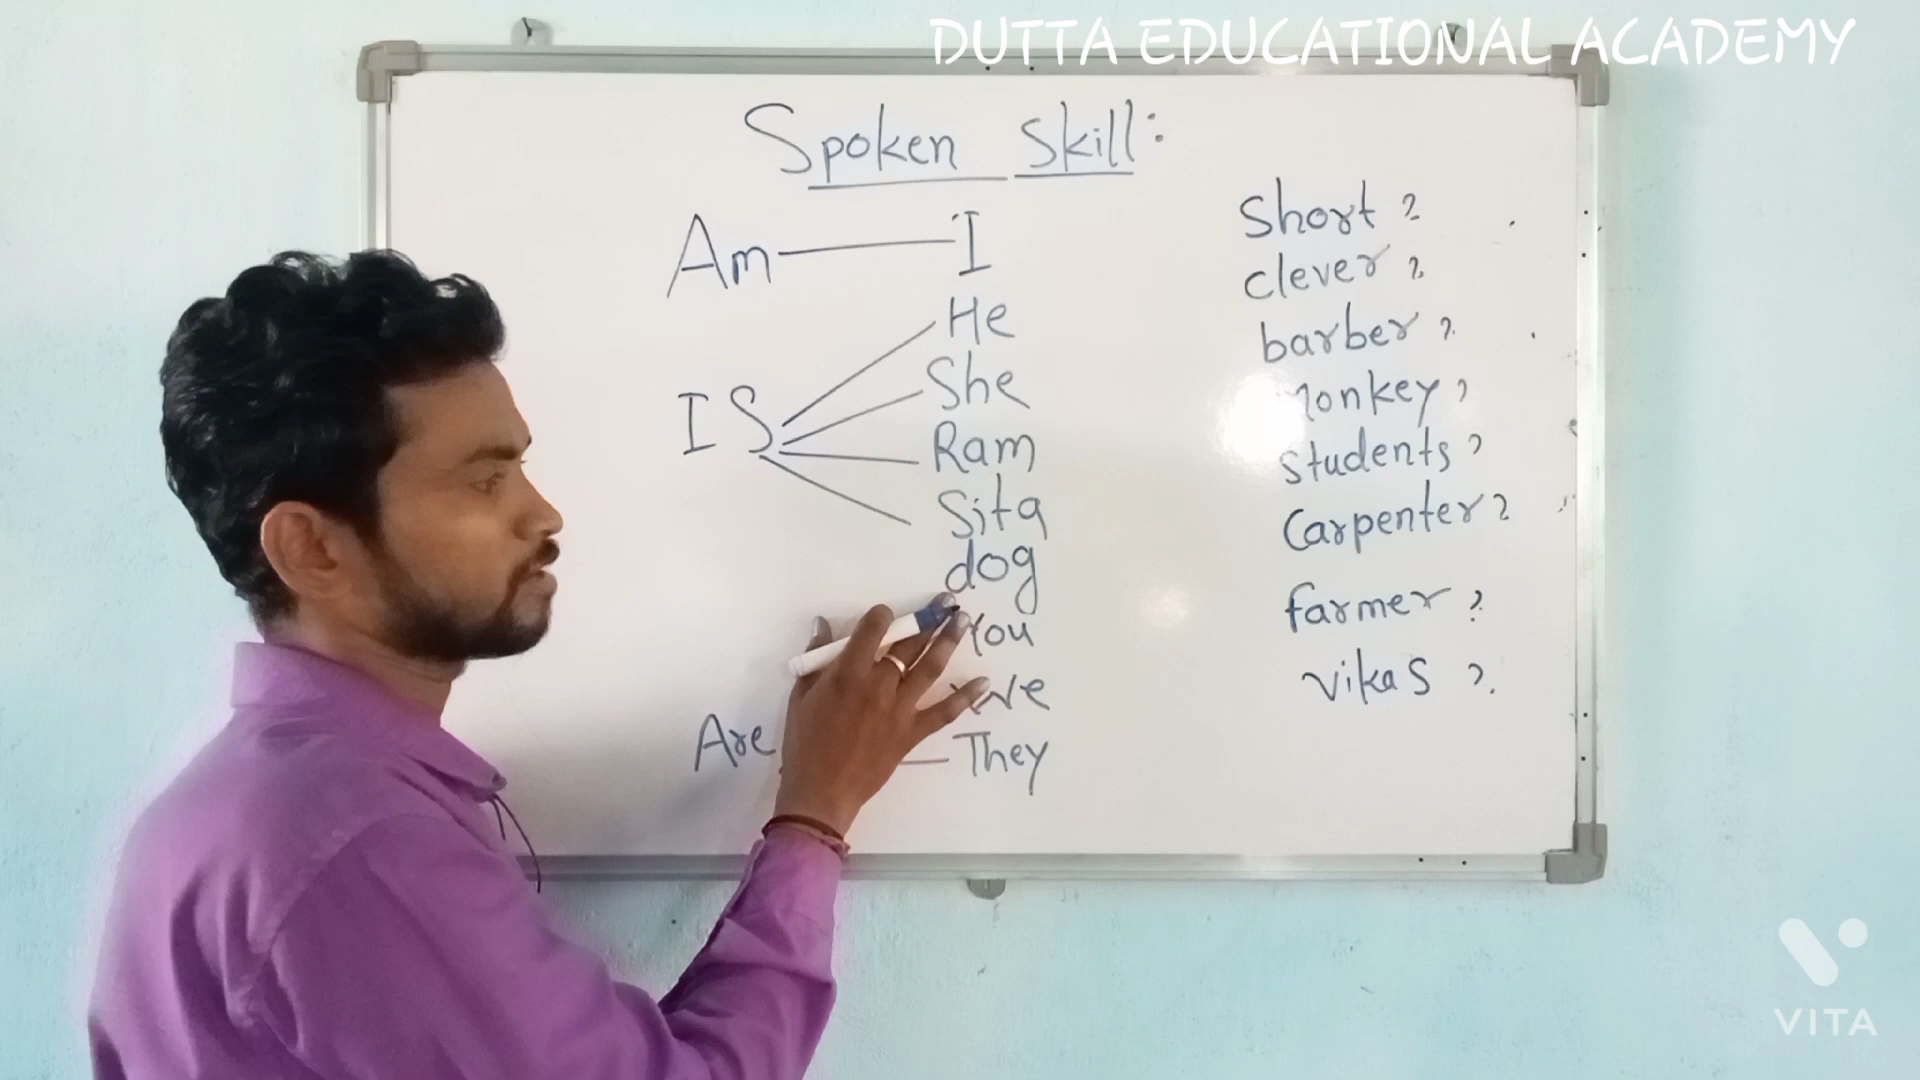 DUTTA EDUCATIONAL ACADEMY
Spoken Skill:
Am I Short?
He clever?
barber?
IS She
Ram students?
Sita Carpenter?
dog
You farmer?
We vikas?
Are They
VITA